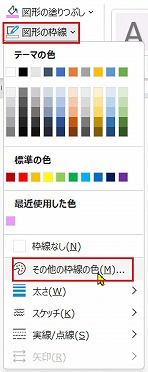 図形の塗りつぶし
図形の枠線
A
テーマの色
標準の色
最近使用した色
枠線なし(N)
その他の枠線の色(M)...
太さ(W)
スケッチ(K)
実線/点線(S)
矢印(R)